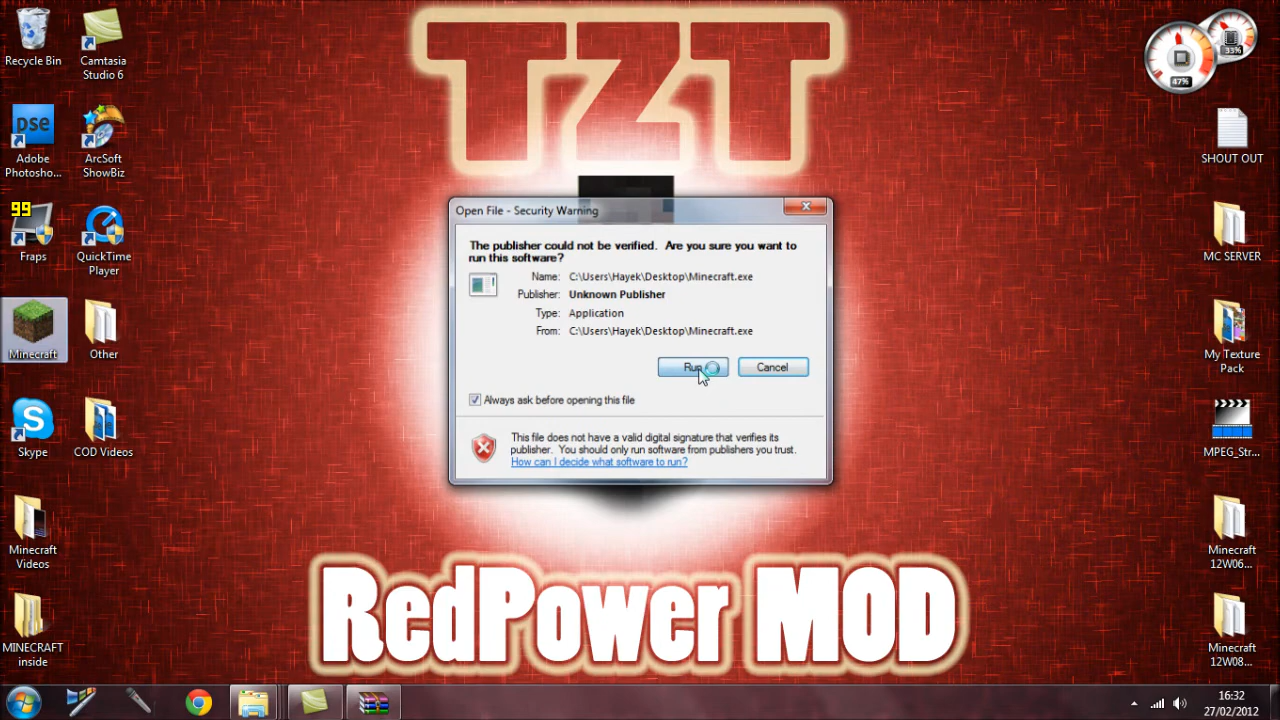 TZT
Recycle Bin
Camtasia
Studio 6
47%
33%
pse
Adobe
Photosho...
ArcSoft
ShowBiz
SHOUT OUT
99
Fraps
QuickTime
Player
MC SERVER
Minecraft
Other
My Texture
Pack
Skype
COD Videos
MPEG_Str...
Minecraft
Videos
Minecraft
12W06...
MINECRAFT
inside
Minecraft
12W08...
Open File - Security Warning
The publisher could not be verified. Are you sure you want to
run this software?
Name: C:\Users\Hayek\Desktop\Minecraft.exe
Publisher: Unknown Publisher
Type: Application
From: C:\Users\Hayek\Desktop\Minecraft.exe
Run
Cancel
Always ask before opening this file
This file does not have a valid digital signature that verifies its
publisher. You should only run software from publishers you trust.
How can I decide what software to run?
RedPower MOD
16:32
27/02/2012